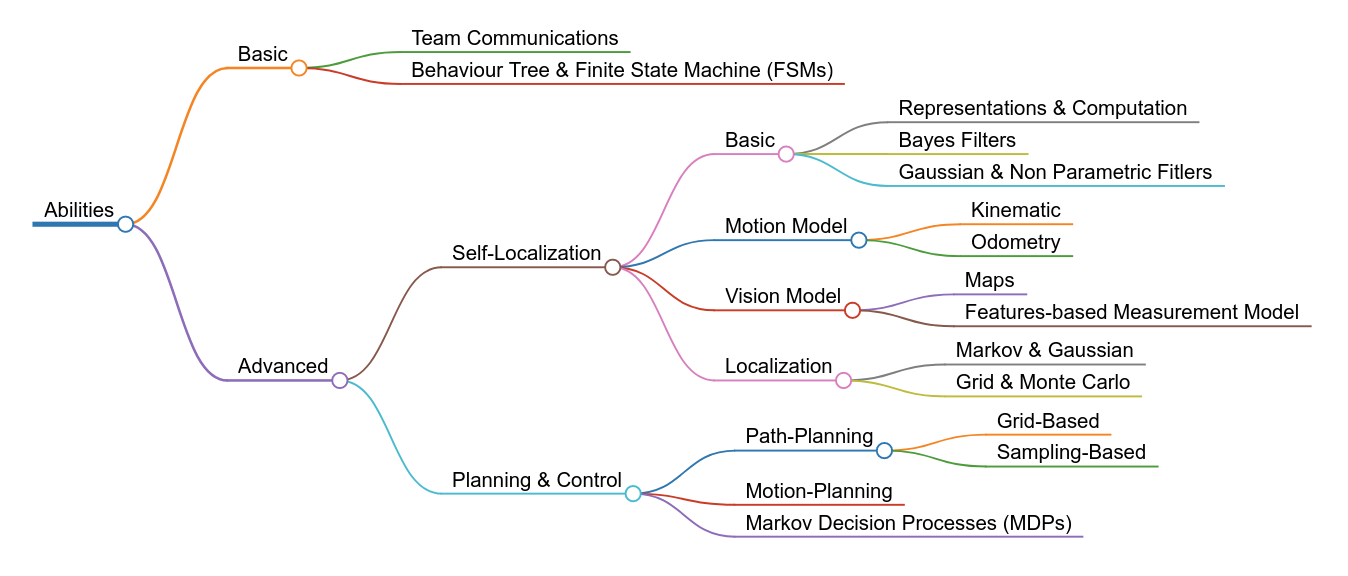 Abilities
Basic
Team Communications
Behaviour Tree & Finite State Machine (FSMs)
Advanced
Self-Localization
Basic
Representations & Computation
Bayes Filters
Gaussian & Non Parametric Fitlers
Motion Model
Kinematic
Odometry
Vision Model
Maps
Features-based Measurement Model
Localization
Markov & Gaussian
Grid & Monte Carlo
Planning & Control
Path-Planning
Grid-Based
Sampling-Based
Motion-Planning
Markov Decision Processes (MDPs)